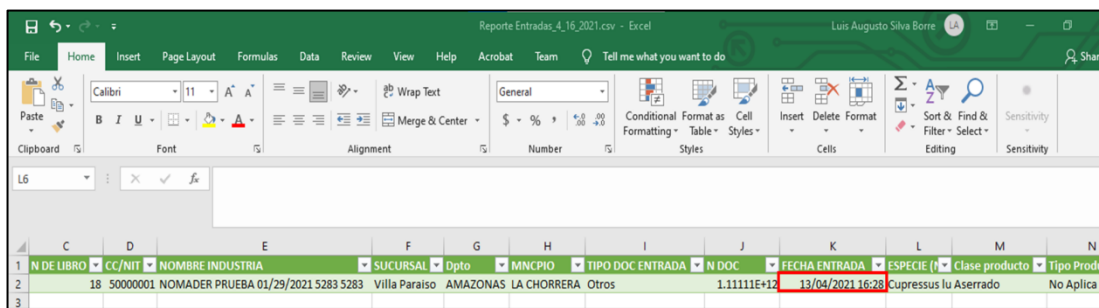 Reporte Entradas_4_16_2021.csv - Excel
Luis Augusto Silva Borre LA
File Home Insert Page Layout Formulas Data Review View Help Acrobat Team Tell me what you want to do
Paste
Calibri 11 A A
B I U A
Wrap Text
Merge & Center
General
$ % ,
Conditional Formatting Format as Table Cell Styles
Insert Delete Format
Sort & Filter Find & Select
Sensitivity
Clipboard Font Alignment Number Styles Cells Editing Sensitivity
L6 fx
C D E F G H I J K L M N
1 N DE LIBRO CC/NIT NOMBRE INDUSTRIA SUCURSAL Dpto MNCPIO TIPO DOC ENTRADA N DOC FECHA ENTRADA ESPECIE Clase producto Tipo Prod
2 18 50000001 NOMADER PRUEBA 01/29/2021 5283 5283 Villa Paraiso AMAZONAS LA CHORRERA Otros 1.11111E+12 13/04/2021 16:28 Cupressus lu Aserrado No Aplica
3